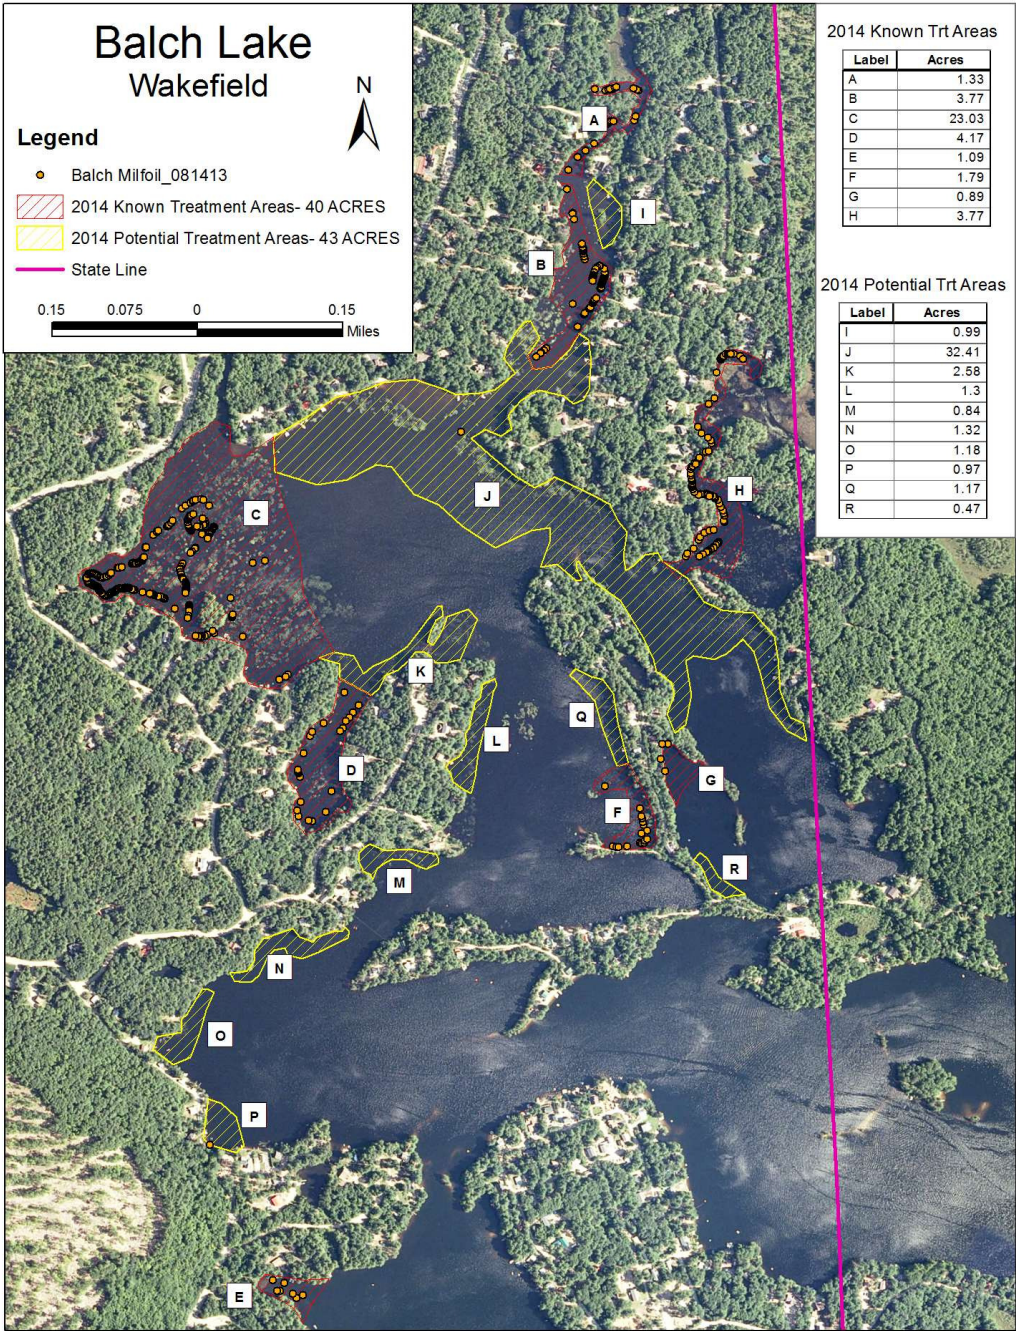 Balch Lake
Wakefield
N
Legend
Balch Milfoil_081413
2014 Known Treatment Areas- 40 ACRES
2014 Potential Treatment Areas- 43 ACRES
State Line
0.15 0.075 0 0.15
Miles
2014 Known Trt Areas
Label Acres
A 1.33
B 3.77
C 23.03
D 4.17
E 1.09
F 1.79
G 0.89
H 3.77
2014 Potential Trt Areas
Label Acres
I 0.99
J 32.41
K 2.58
L 1.3
M 0.84
N 1.32
O 1.18
P 0.97
Q 1.17
R 0.47
A
I
B
H
J
C
K
Q
L
D
G
F
R
M
N
O
P
E